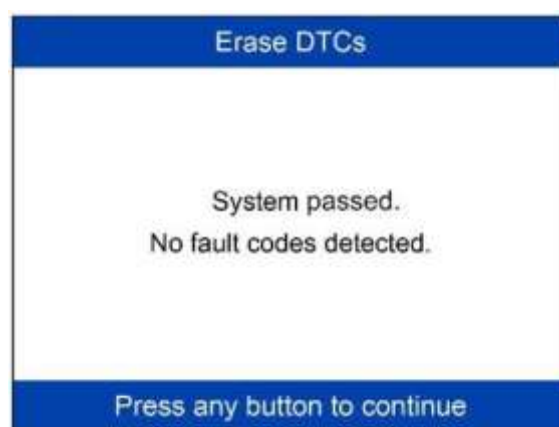 Erase DTCs
System passed.
No fault codes detected.
Press any button to continue